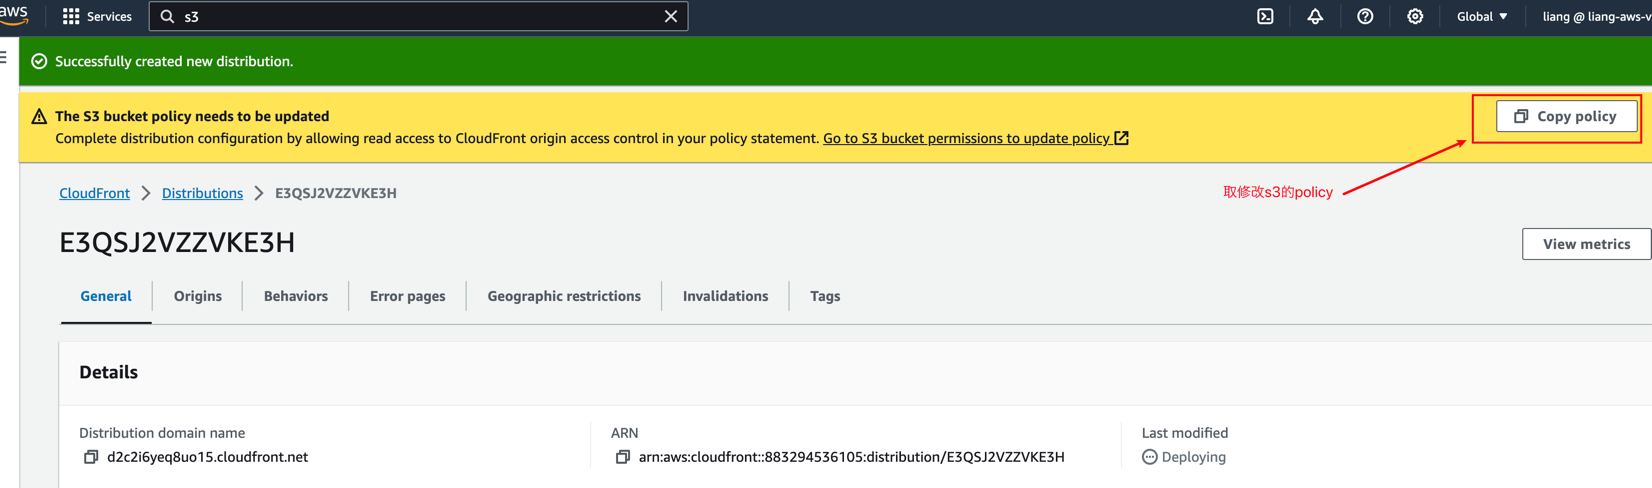 aws Services s3 Global liang @ liang-aws-v
Successfully created new distribution.
The S3 bucket policy needs to be updated
Copy policy
Complete distribution configuration by allowing read access to CloudFront origin access control in your policy statement. Go to S3 bucket permissions to update policy
取修改s3的policy
CloudFront Distributions E3QSJ2VZZVKE3H
E3QSJ2VZZVKE3H
View metrics
General Origins Behaviors Error pages Geographic restrictions Invalidations Tags
Details
Distribution domain name
d2c2i6yeq8uo15.cloudfront.net
ARN
arn:aws:cloudfront::883294536105:distribution/E3QSJ2VZZVKE3H
Last modified
Deploying